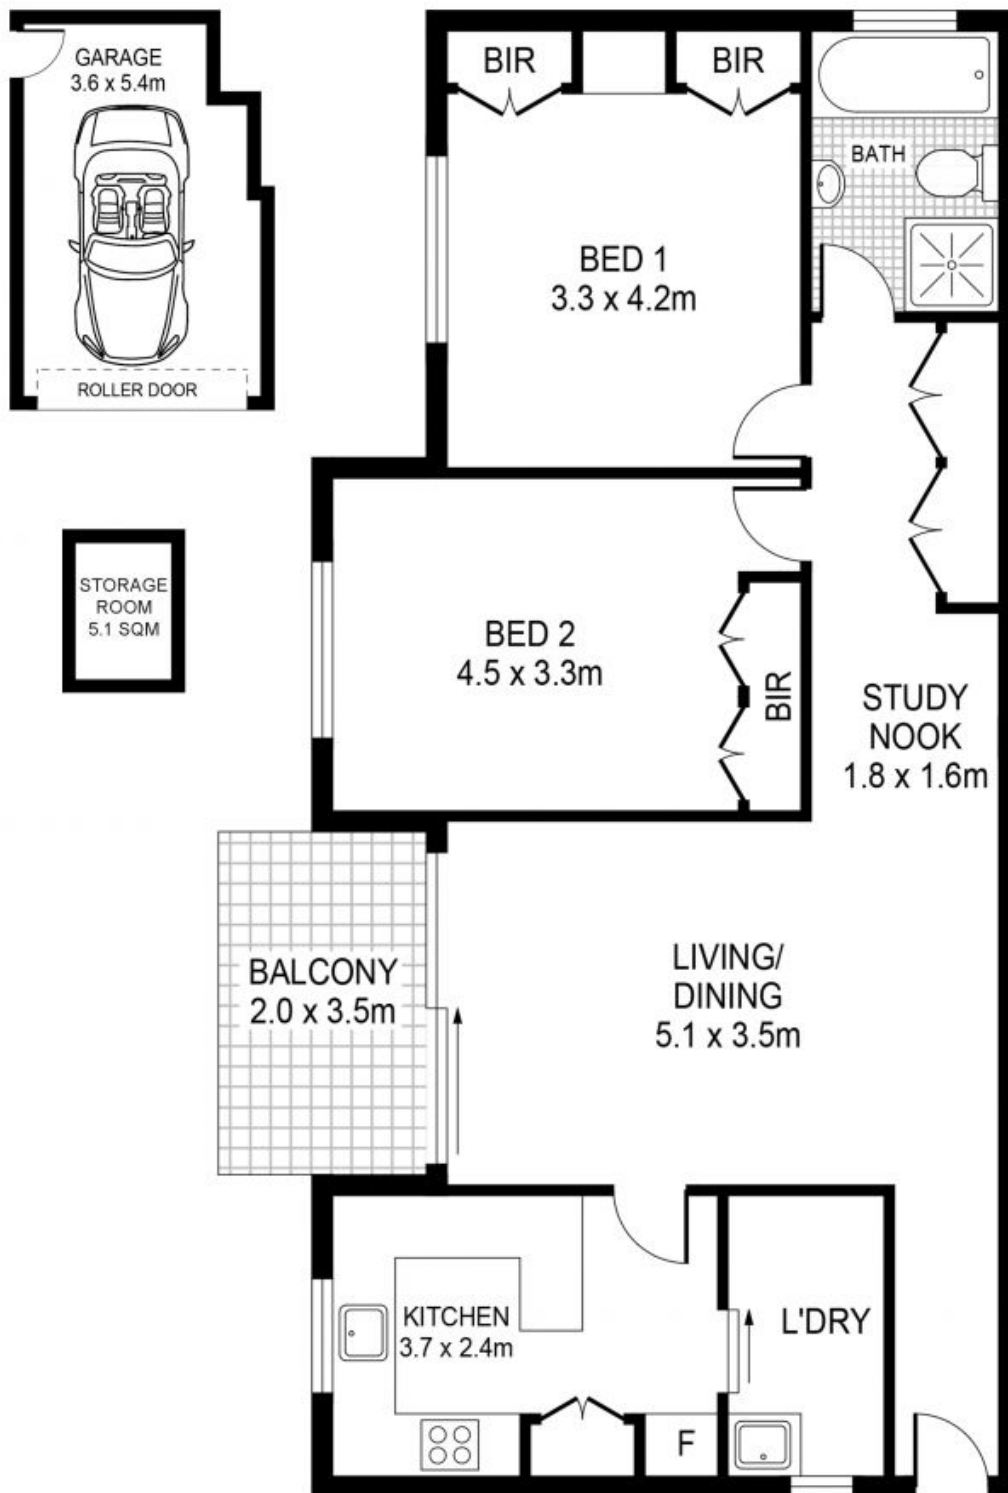 GARAGE
3.6 x 5.4m
ROLLER DOOR
BIR
BIR
BATH
BED 1
3.3 x 4.2m
STORAGE
ROOM
5.1 SQM
BED 2
4.5 x 3.3m
BIR
STUDY
NOOK
1.8 x 1.6m
BALCONY
2.0 x 3.5m
LIVING/
DINING
5.1 x 3.5m
KITCHEN
3.7 x 2.4m
L'DRY
F